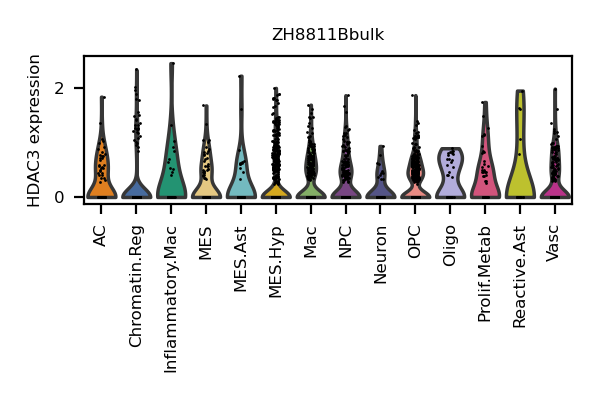 ZH8811Bbulk
HDAC3 expression
2
0
AC
Chromatin.Reg
Inflammatory.Mac
MES
MES.Ast
MES.Hyp
Mac
NPC
Neuron
OPC
Oligo
Prolif.Metab
Reactive.Ast
Vasc